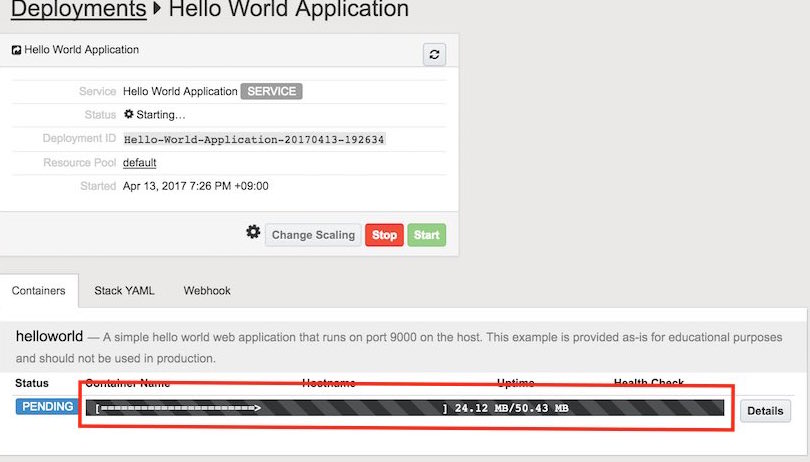 Deployments Hello World Application
Hello World Application
Service Hello World Application SERVICE
Status Starting…
Deployment ID Hello-World-Application-20170413-192634
Resource Pool default
Started Apr 13, 2017 7:26 PM +09:00
Change Scaling Stop Start
Containers Stack YAML Webhook
helloworld — A simple hello world web application that runs on port 9000 on the host. This example is provided as-is for educational purposes
and should not be used in production.
Status Container Name Hostname Uptime Health Check
PENDING [=======================> ] 24.12 MB/50.43 MB Details